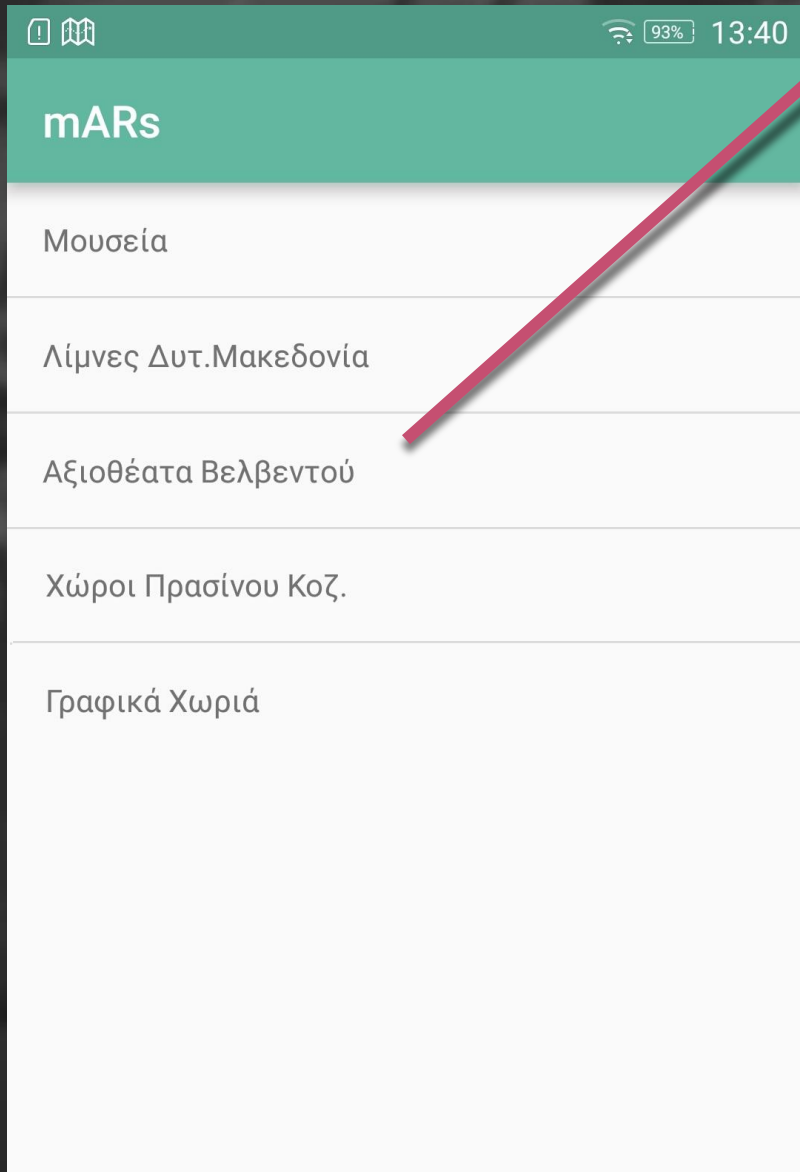 93% 13:40
mARs
Μουσεία
Λίμνες Δυτ.Μακεδονία
Αξιοθέατα Βελβεντού
Χώροι Πρασίνου Κοζ.
Γραφικά Χωριά